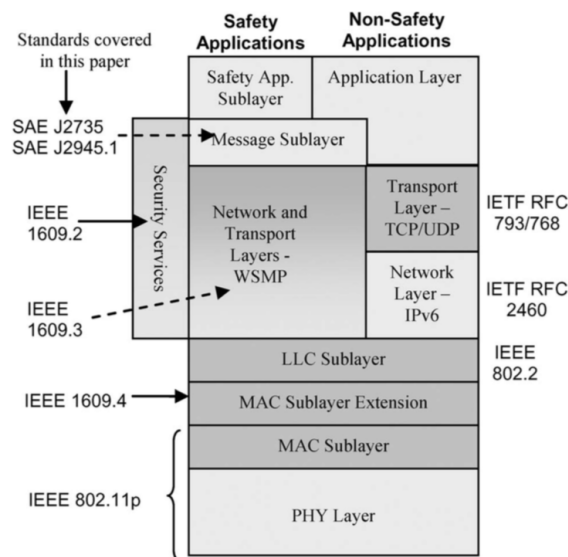 Standards covered
in this paper
Safety
Applications
Non-Safety
Applications
Safety App.
Sublayer
Application Layer
SAE J2735
SAE J2945.1
Message Sublayer
Security Services
IEEE
1609.2
Network and
Transport
Layers -
WSMP
Transport
Layer –
TCP/UDP
IETF RFC
793/768
IEEE
1609.3
Network
Layer –
IPv6
IETF RFC
2460
LLC Sublayer
IEEE
802.2
IEEE 1609.4
MAC Sublayer Extension
MAC Sublayer
IEEE 802.11p
PHY Layer